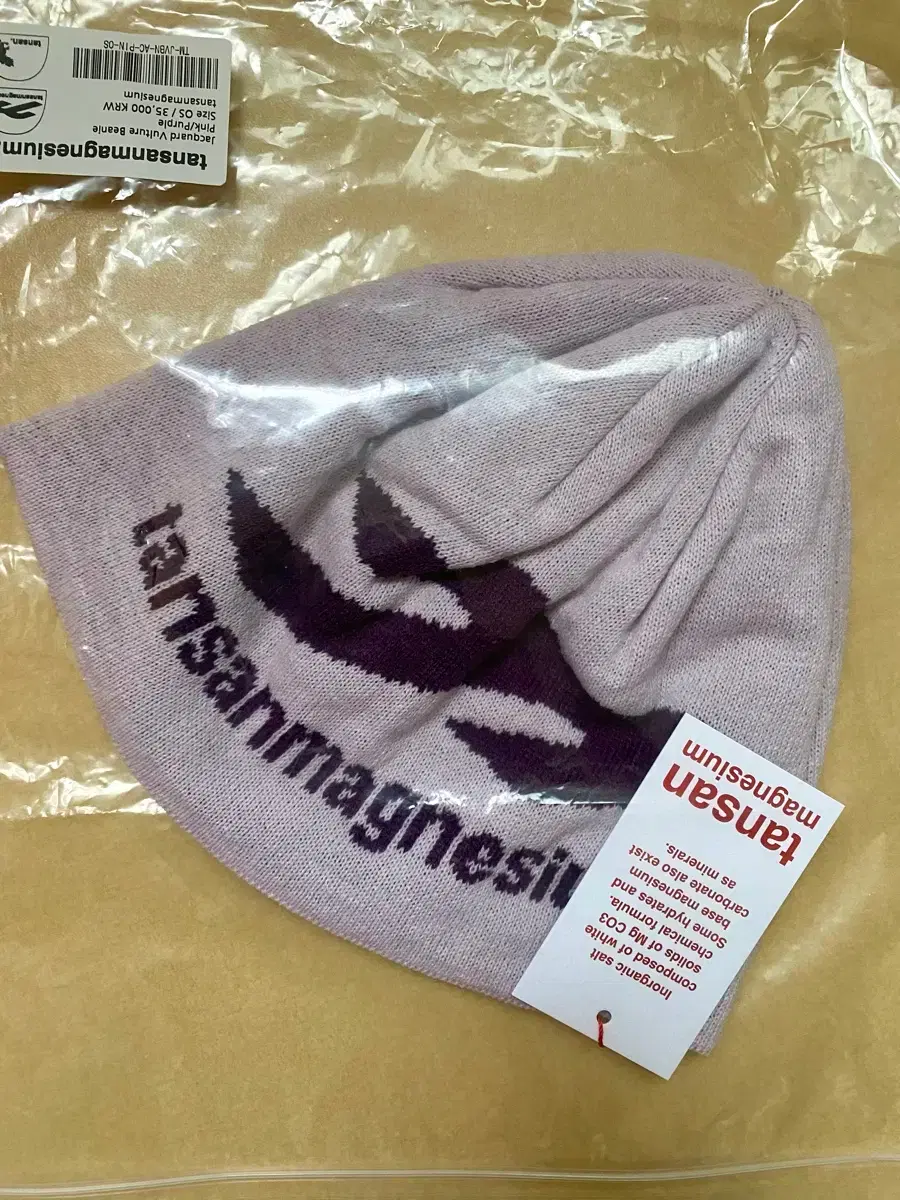 tansanmagnesium
Jacquard Vulture Beanie
Pink/Purple
Size OS / 35,000 KRW
tansanmagnesium
TM-JVBN-AC-PIN-OS
tansan.
tansanmagnesi
tansan
magnesium
Inorganic salt
composed of white
solids of Mg CO3
chemical formula.
Some hydrates and
base magnesium
carbonate also exist
as minerals.